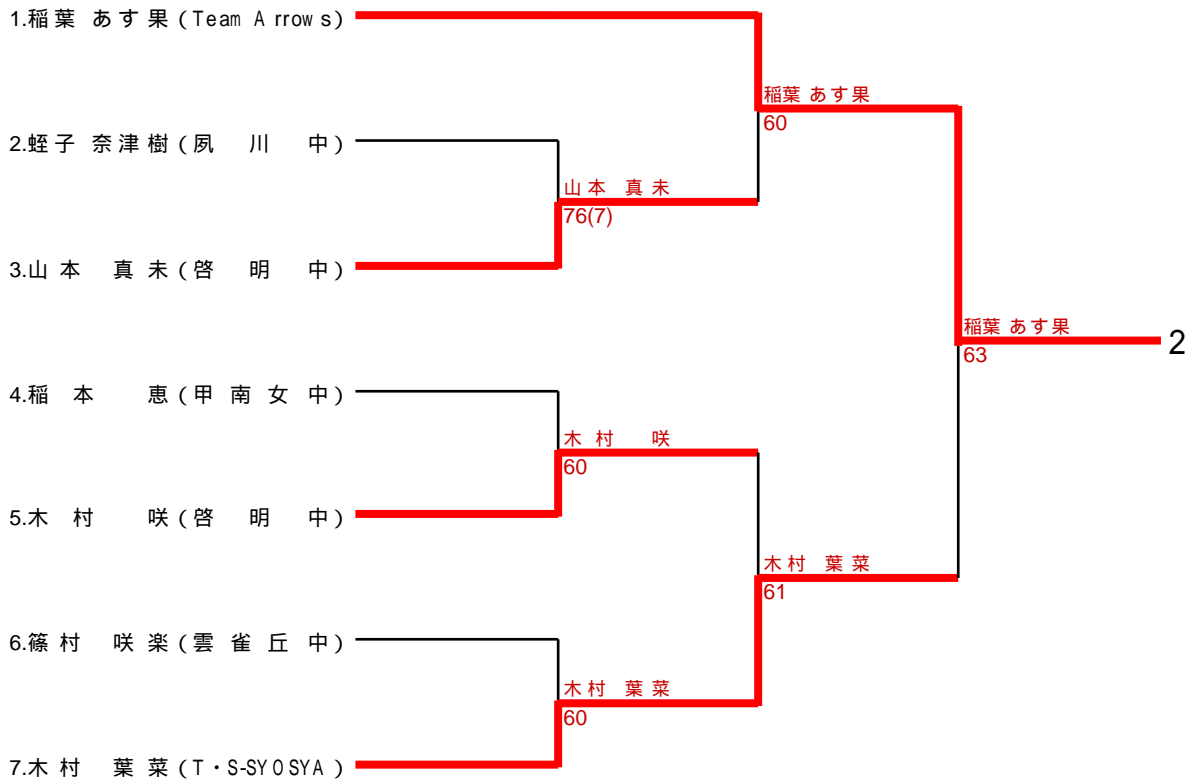 1.稲葉 あす果(Team Arrows)
稲葉 あす果
60
2.蛭子 奈津樹(夙川中)
山本 真未
76(7)
3.山本 真未(啓明中)
稲葉 あす果
63
2
4.稲本 恵(甲南女中)
木村 咲
60
5.木村 咲(啓明中)
木村 葉菜
61
6.篠村 咲楽(雲雀丘中)
木村 葉菜
60
7.木村 葉菜(T・S-SYOSYA)